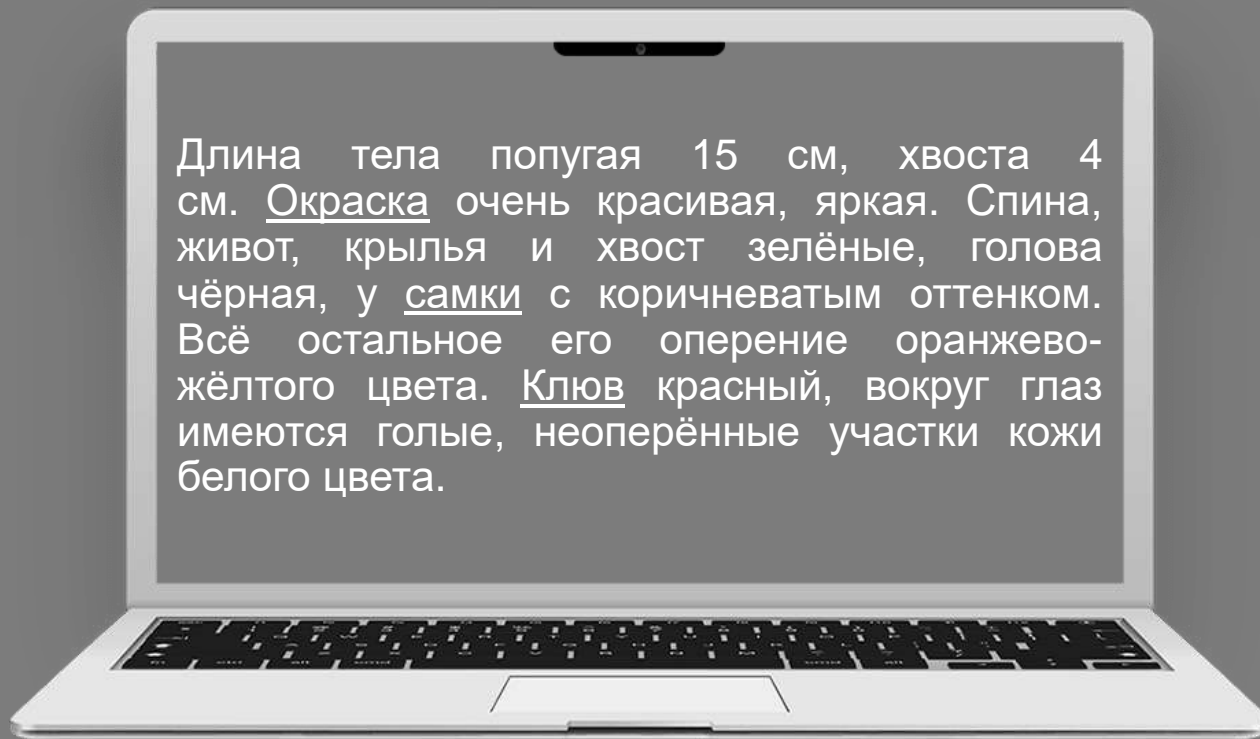 Длина тела попугая 15 см, хвоста 4
см. Окраска очень красивая, яркая. Спина,
живот, крылья и хвост зелёные, голова
чёрная, у самки с коричневатым оттенком.
Всё остальное его оперение оранжево-
жёлтого цвета. Клюв красный, вокруг глаз
имеются голые, неоперённые участки кожи
белого цвета.